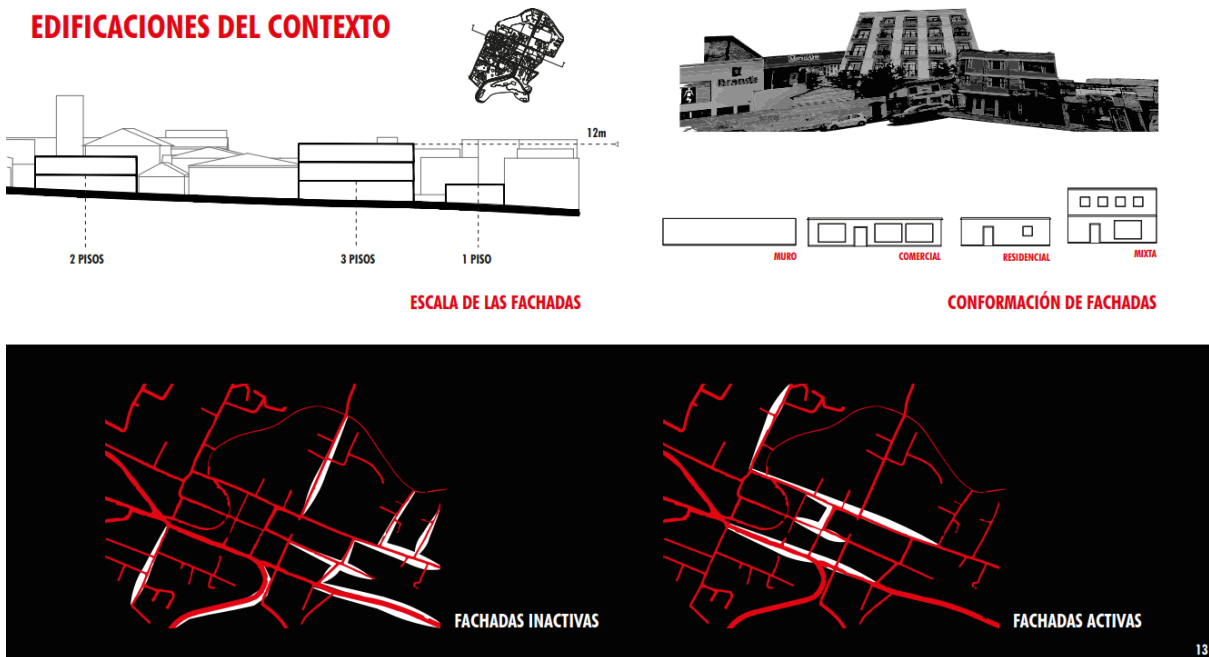 EDIFICACIONES DEL CONTEXTO
12m
2 PISOS
3 PISOS
1 PISO
ESCALA DE LAS FACHADAS
Brands
MURO
COMERCIAL
RESIDENCIAL
MIXTA
CONFORMACIÓN DE FACHADAS
FACHADAS INACTIVAS
FACHADAS ACTIVAS
13